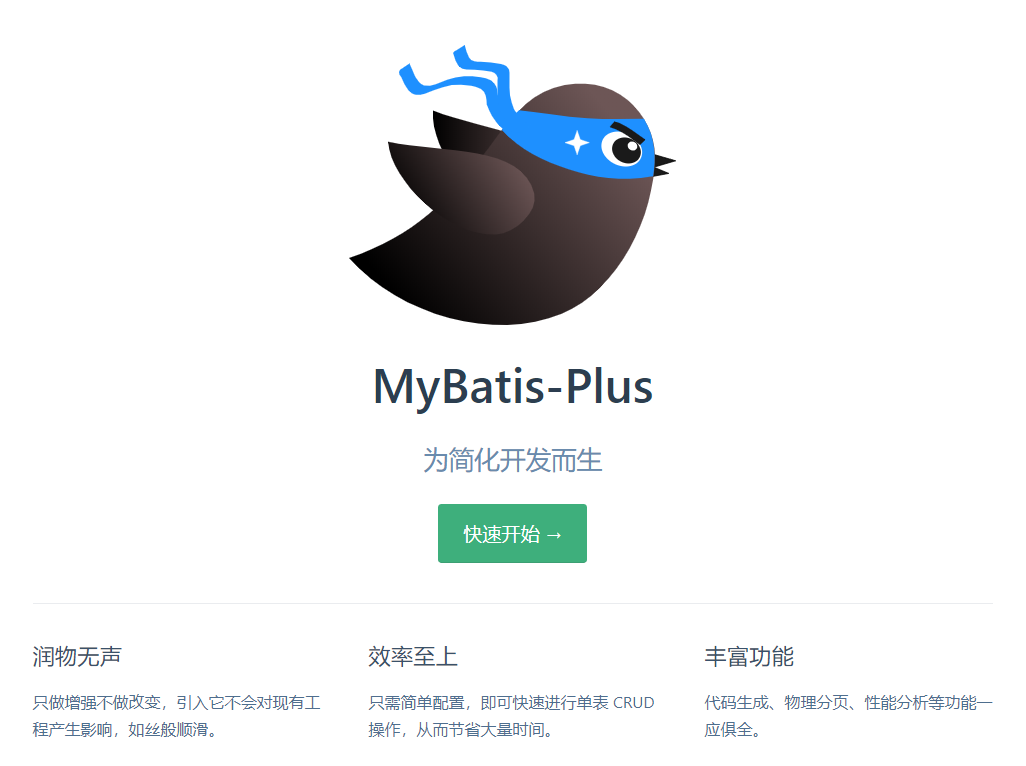 MyBatis-Plus
为简化开发而生
快速开始 →
润物无声
只做增强不做改变，引入它不会对现有工
程产生影响，如丝般顺滑。
效率至上
只需简单配置，即可快速进行单表 CRUD
操作，从而节省大量时间。
丰富功能
代码生成、物理分页、性能分析等功能一
应俱全。